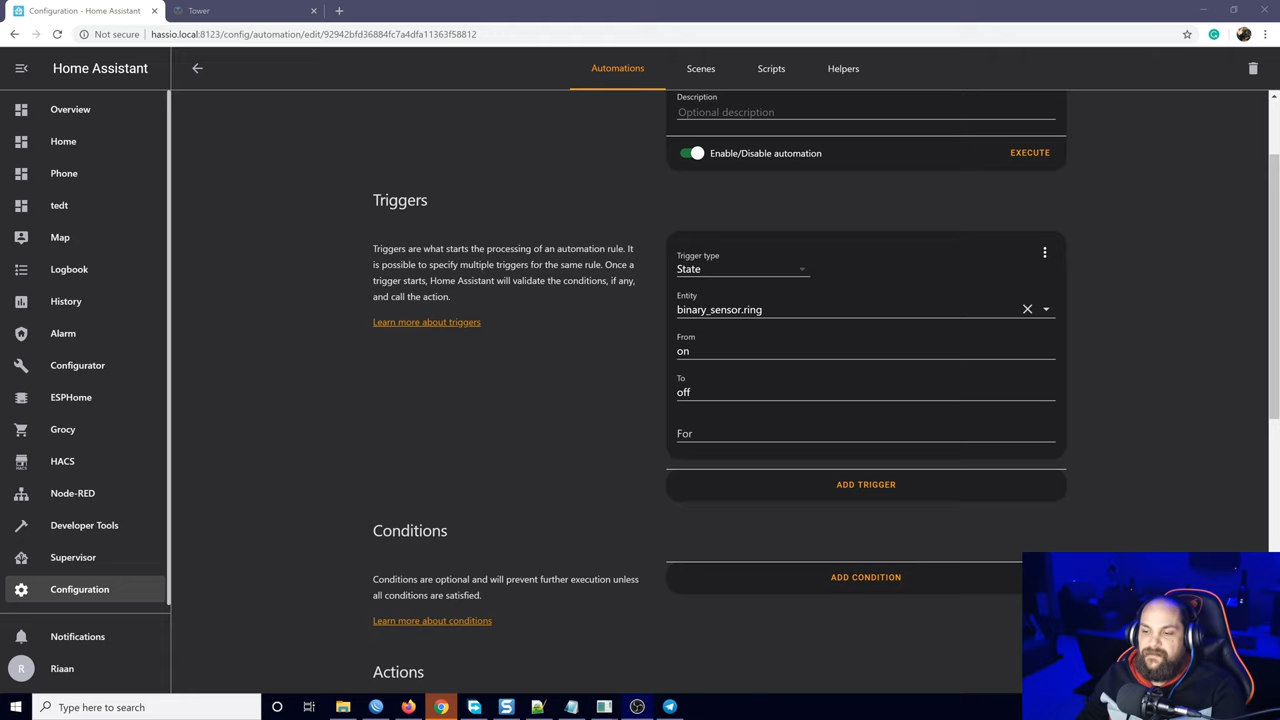 Configuration - Home Assistant
Tower
Not secure
hassio.local:8123/config/automation/edit/92942bfd36884fc7a4dfa11363f58812
Home Assistant
Automations
Scenes
Scripts
Helpers
Overview
Home
Phone
tedt
Map
Logbook
History
Alarm
Configurator
ESPHome
Grocy
HACS
HACS
Node-RED
Developer Tools
Supervisor
Configuration
Notifications
R
Riaan
Description
Optional description
Enable/Disable automation
EXECUTE
Triggers
Triggers are what starts the processing of an automation rule. It
is possible to specify multiple triggers for the same rule. Once a
trigger starts, Home Assistant will validate the conditions, if any,
and call the action.
Learn more about triggers
Trigger type
State
Entity
binary_sensor.ring
From
on
To
off
For
ADD TRIGGER
Conditions
Conditions are optional and will prevent further execution unless
all conditions are satisfied.
Learn more about conditions
ADD CONDITION
Actions
Type here to search